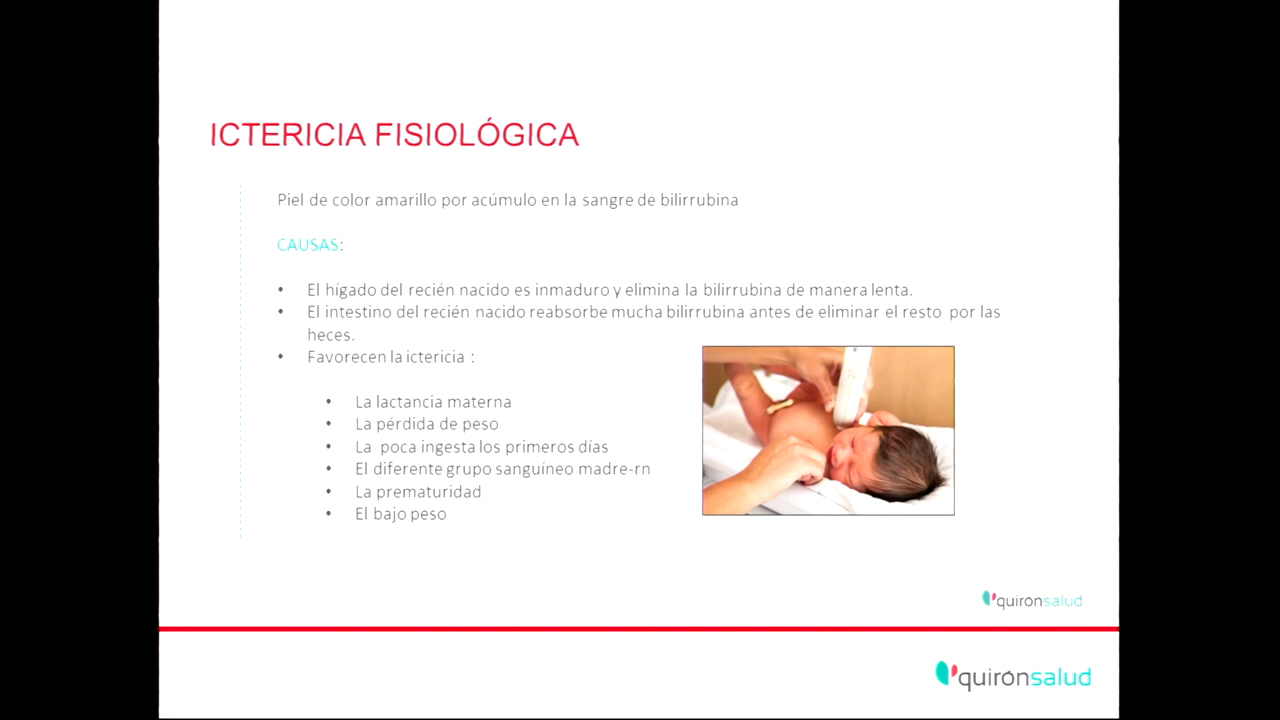 ICTERICIA FISIOLÓGICA
Piel de color amarillo por acúmulo en la sangre de bilirrubina
CAUSAS:
• El hígado del recién nacido es inmaduro y elimina la bilirrubina de manera lenta.
• El intestino del recién nacido reabsorbe mucha bilirrubina antes de eliminar el resto por las
heces.
• Favorecen la ictericia :
• La lactancia materna
• La pérdida de peso
• La poca ingesta los primeros días
• El diferente grupo sanguíneo madre-rn
• La prematuridad
• El bajo peso
quirónsalud
quirónsalud